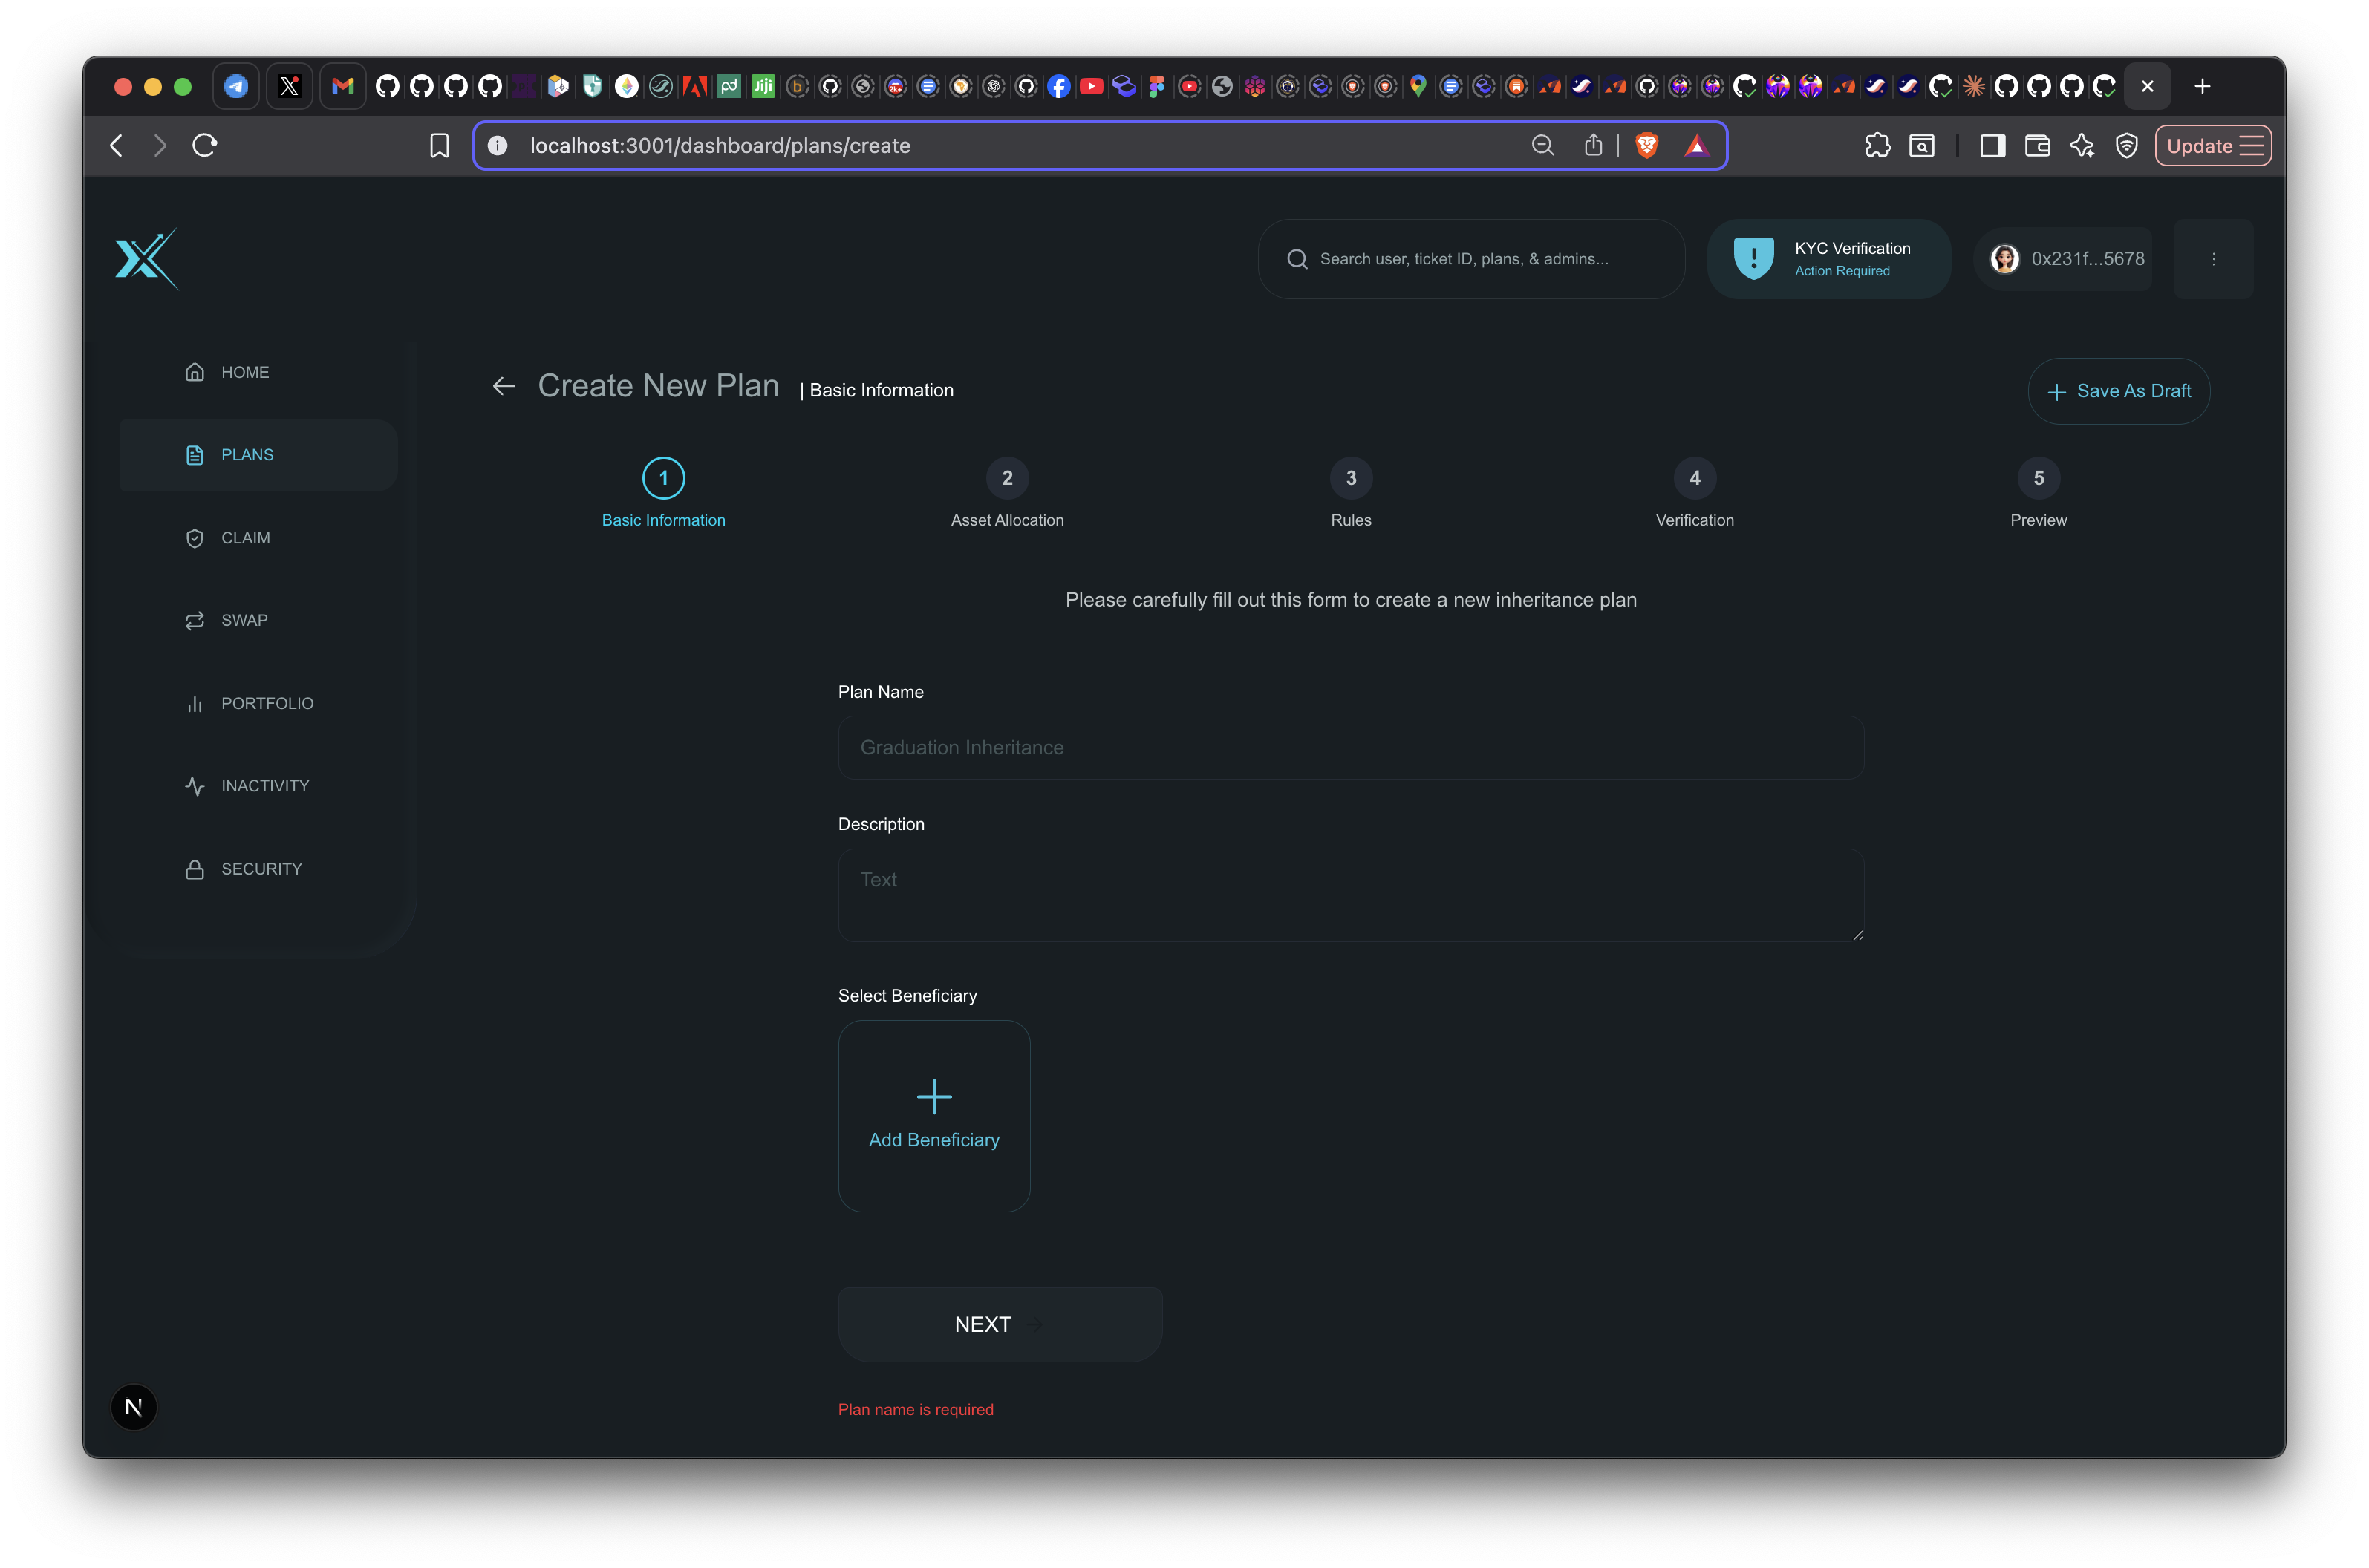 localhost:3001/dashboard/plans/create
Update
Search user, ticket ID, plans, & admins...
KYC Verification
Action Required
0x231f...5678
HOME
PLANS
CLAIM
SWAP
PORTFOLIO
INACTIVITY
SECURITY
Create New Plan | Basic Information
+ Save As Draft
1 2 3 4 5
Basic Information Asset Allocation Rules Verification Preview
Please carefully fill out this form to create a new inheritance plan
Plan Name
Graduation Inheritance
Description
Text
Select Beneficiary
Add Beneficiary
NEXT
N
Plan name is required